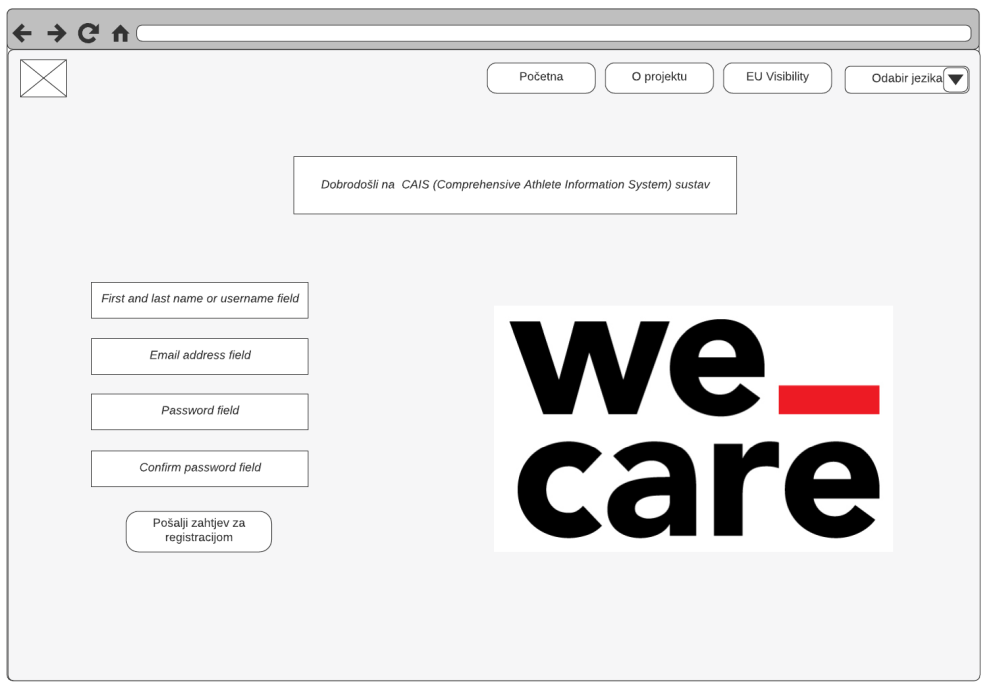 Početna
O projektu
EU Visibility
Odabir jezika
Dobrodošli na CAIS (Comprehensive Athlete Information System) sustav
First and last name or username field
Email address field
Password field
Confirm password field
Pošalji zahtjev za
registracijom
we
care